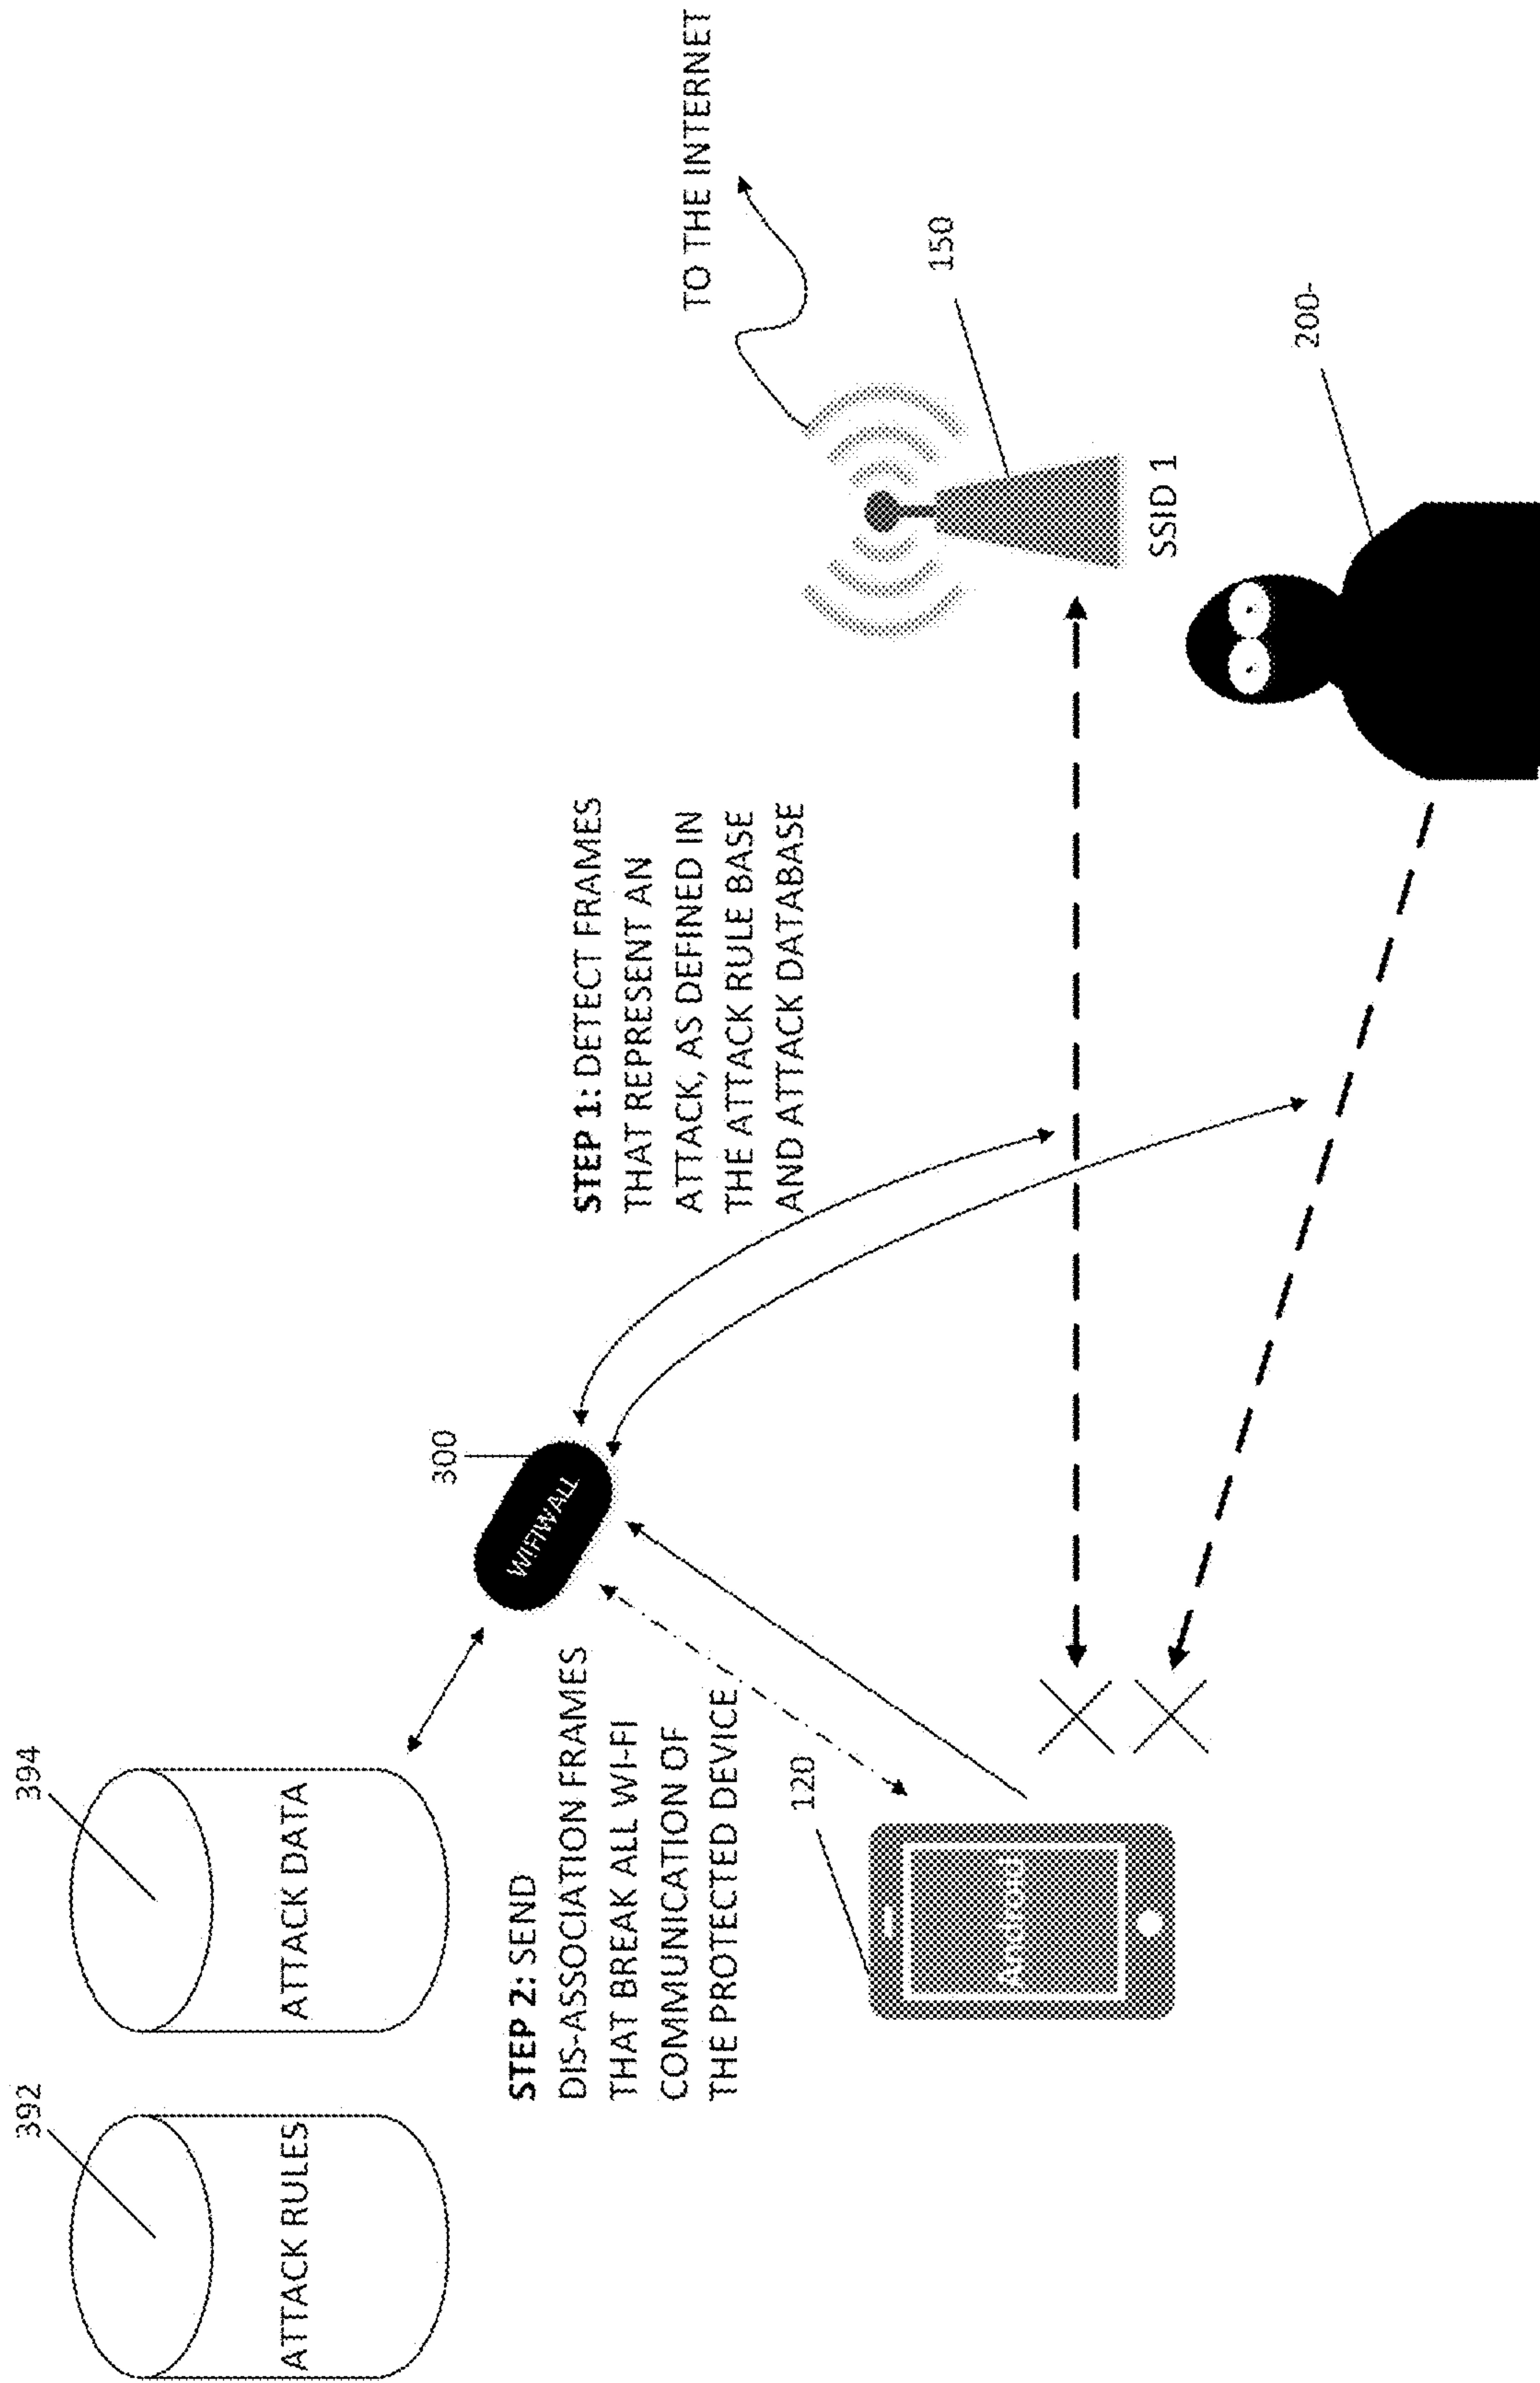 392
394
ATTACK RULES
ATTACK DATA
300
WIFIWALL
STEP 1: DETECT FRAMES
THAT REPRESENT AN
ATTACK, AS DEFINED IN
THE ATTACK RULE BASE
AND ATTACK DATABASE
TO THE INTERNET
STEP 2: SEND
DIS-ASSOCIATION FRAMES
THAT BREAK ALL WI-FI
COMMUNICATION OF
THE PROTECTED DEVICE
120
Android
150
SSID 1
200-